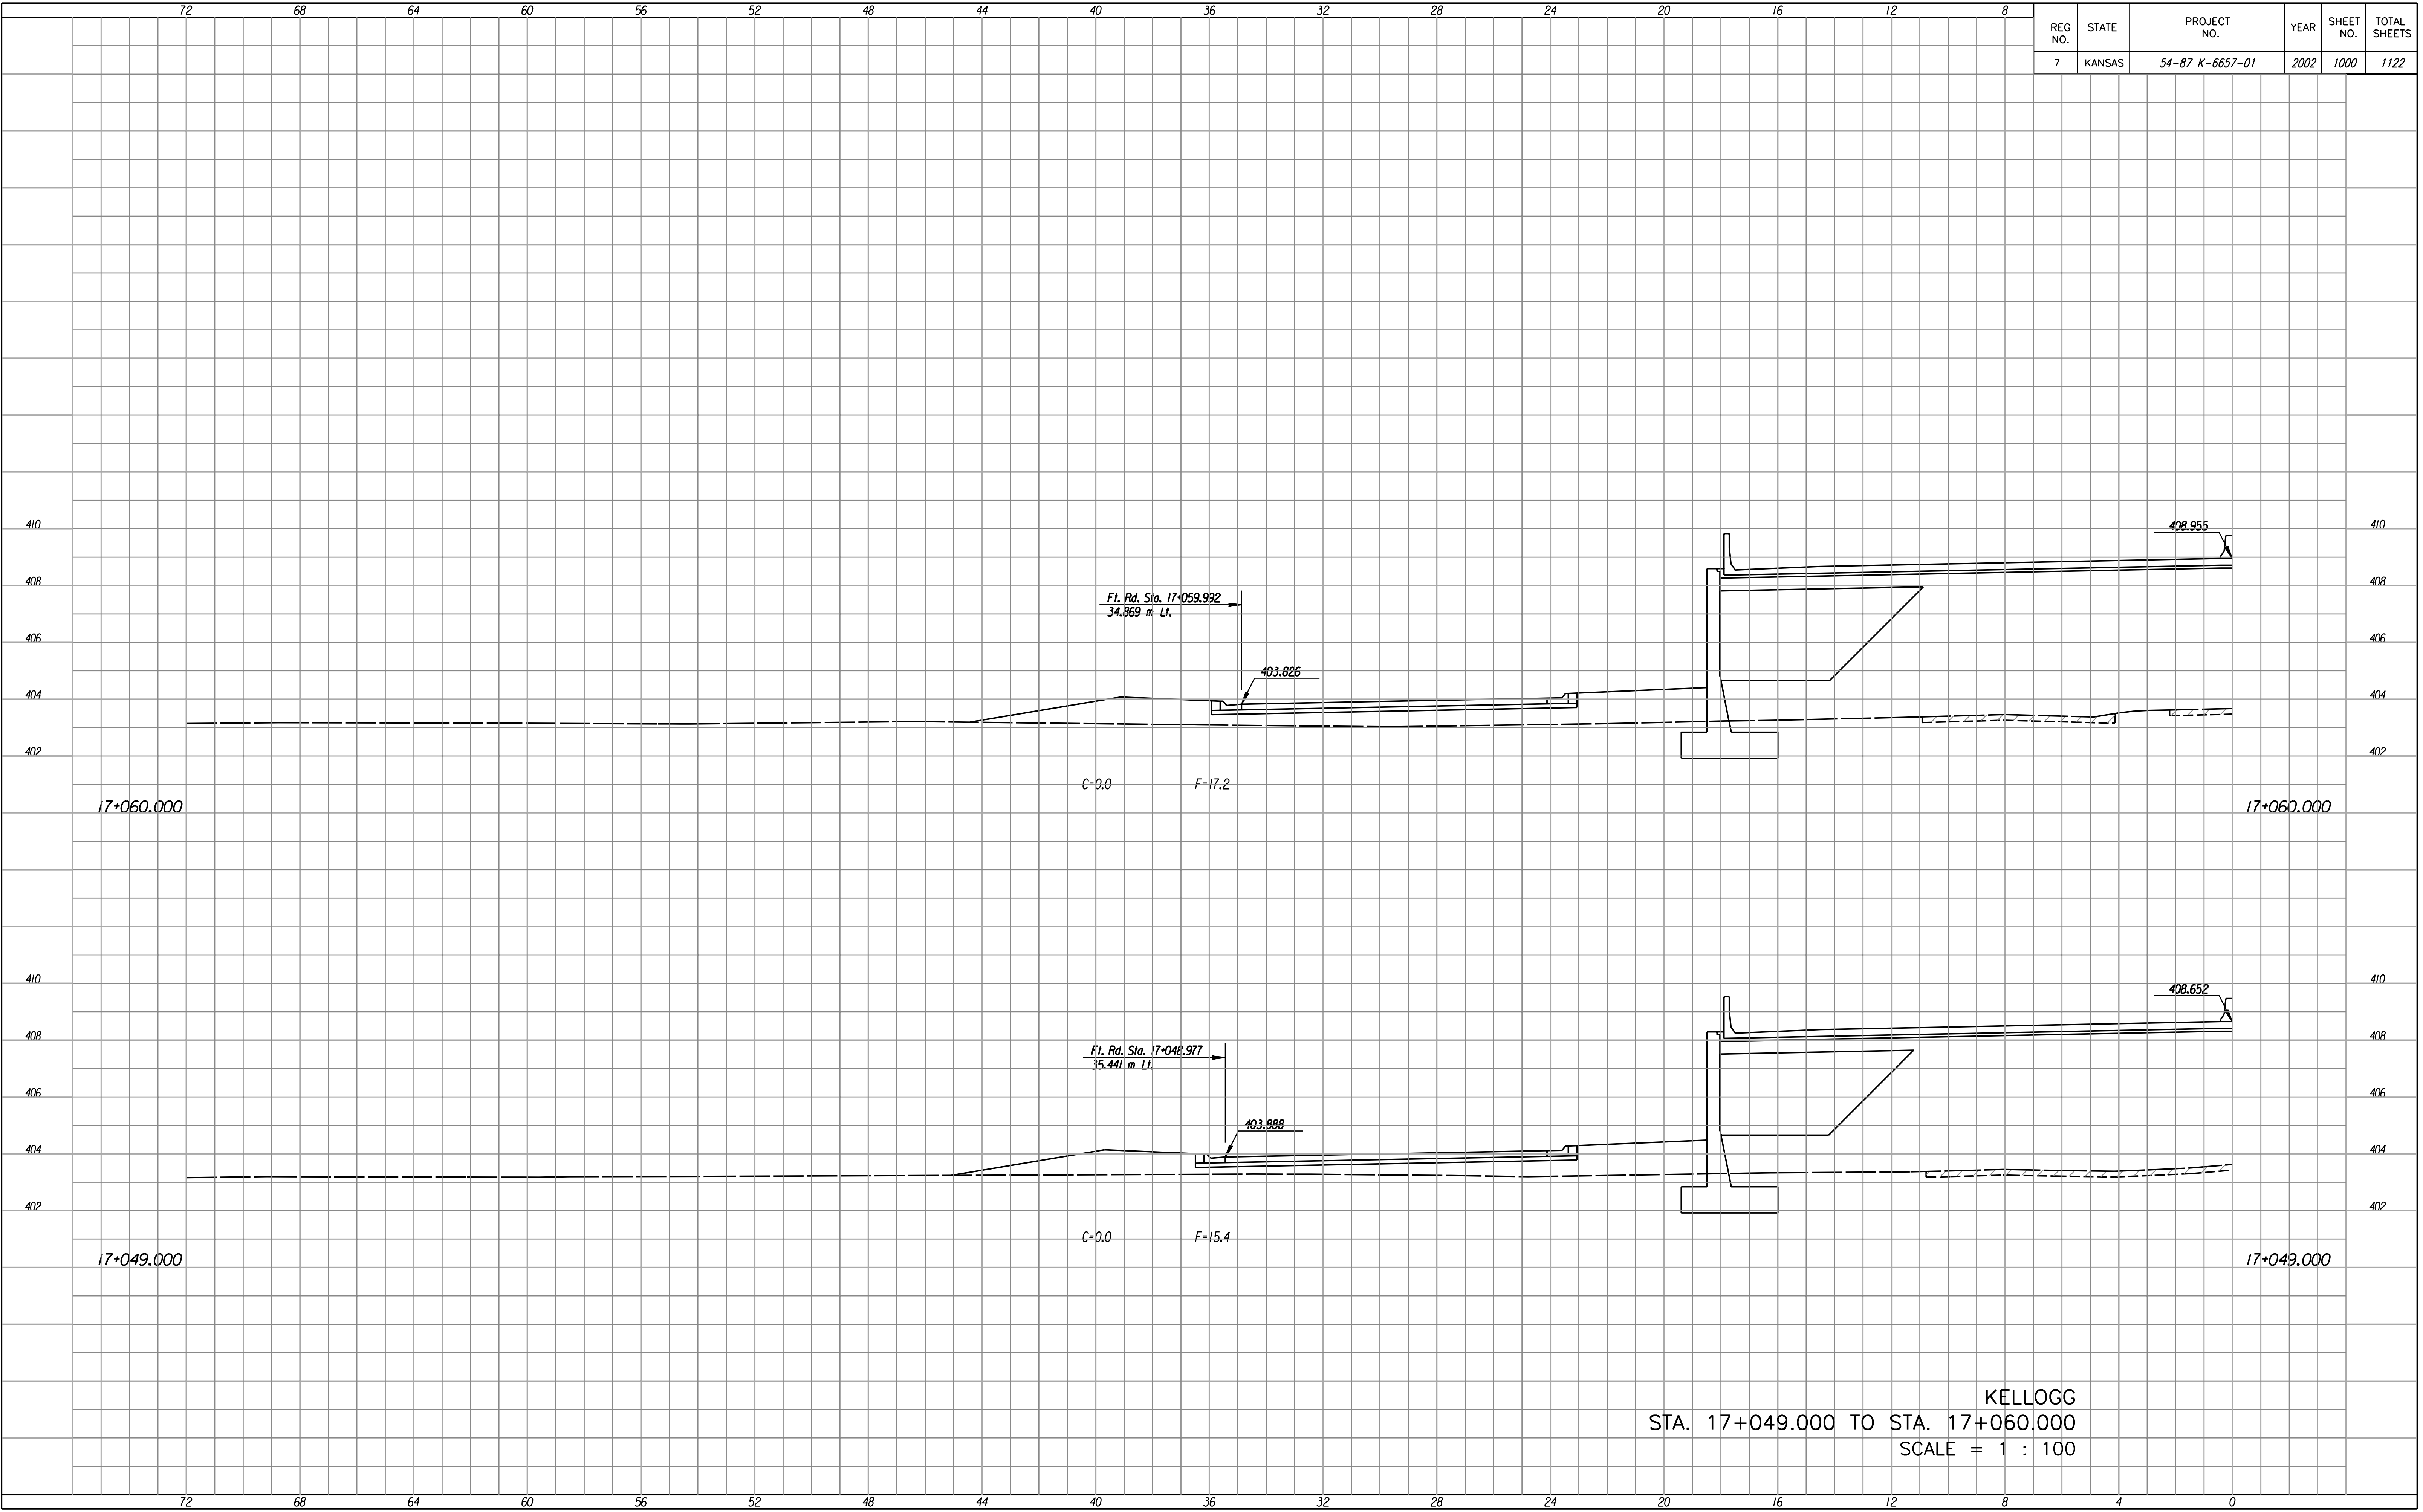 72 68 64 60 56 52 48 44 40 36 32 28 24 20 16 12 8
REG NO. STATE PROJECT NO. YEAR SHEET NO. TOTAL SHEETS
7 KANSAS 54-87 K-6657-01 2002 1000 1122
410 408.955 410
408 408
Ft. Rd. Sta. 17+059.992
34.869 m Lt.
406 406
403.826
404 404
402 402
C=0.0 F=17.2
17+060.000 17+060.000
410 410
408.652
408 408
Ft. Rd. Sta. 17+048.977
35.441 m Lt.
406 406
403.888
404 404
402 402
C=0.0 F=15.4
17+049.000 17+049.000
KELLOGG
STA. 17+049.000 TO STA. 17+060.000
SCALE = 1 : 100
72 68 64 60 56 52 48 44 40 36 32 28 24 20 16 12 8 4 0